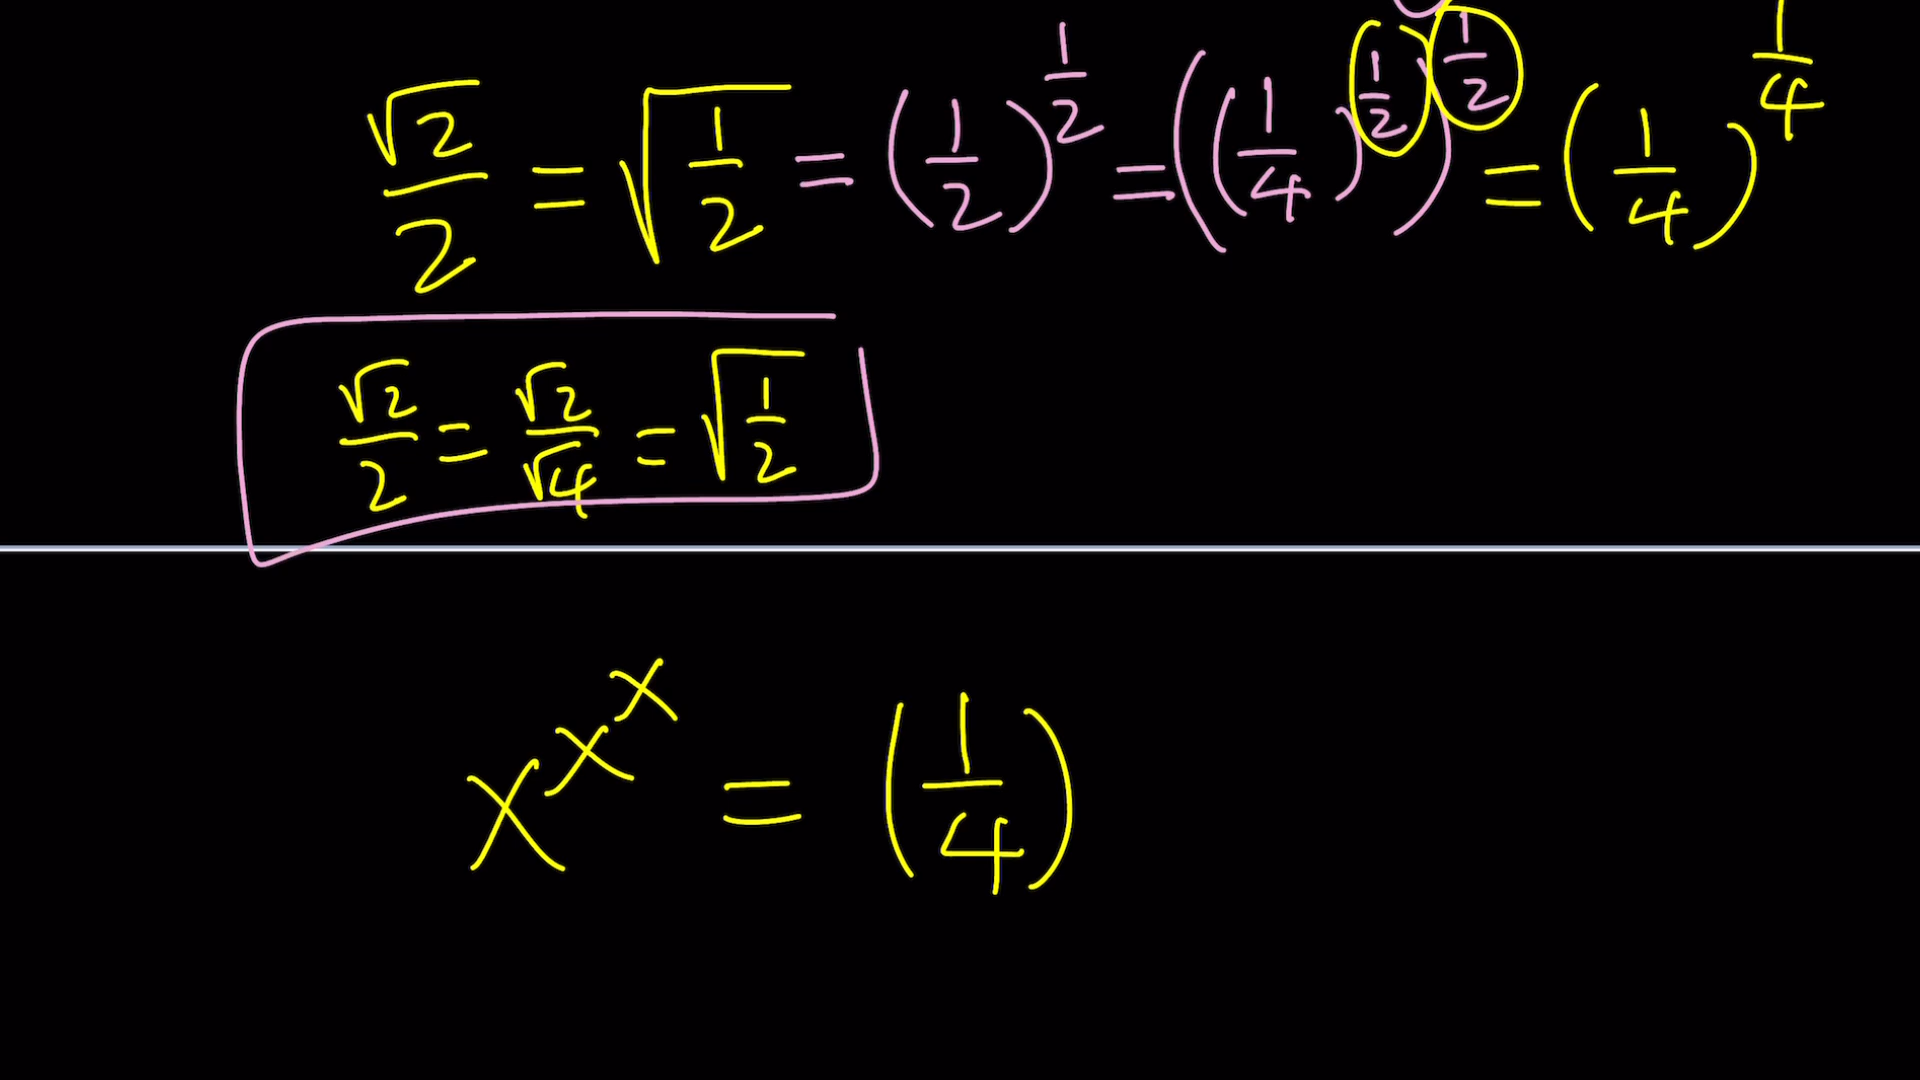 √2/2 = √(1/2) = (1/2)^(1/2) = ((1/4)^(1/2))^(1/2) = (1/4)^(1/4)
√2/2 = √2/√4 = √(1/2)
x^x^x = (1/4)